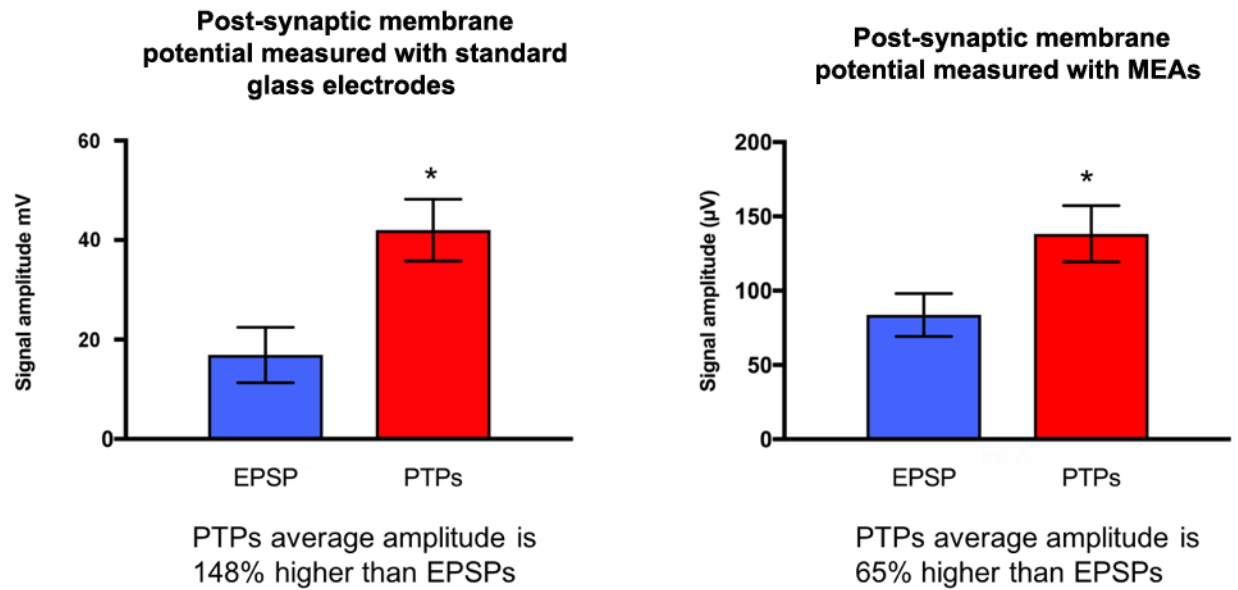 Post-synaptic membrane
potential measured with standard
glass electrodes
Signal amplitude mV
60
40
20
0
*
EPSP
PTPs
PTPs average amplitude is
148% higher than EPSPs
Post-synaptic membrane
potential measured with MEAs
Signal amplitude (µV)
200
150
100
50
0
*
EPSP
PTPs
PTPs average amplitude is
65% higher than EPSPs